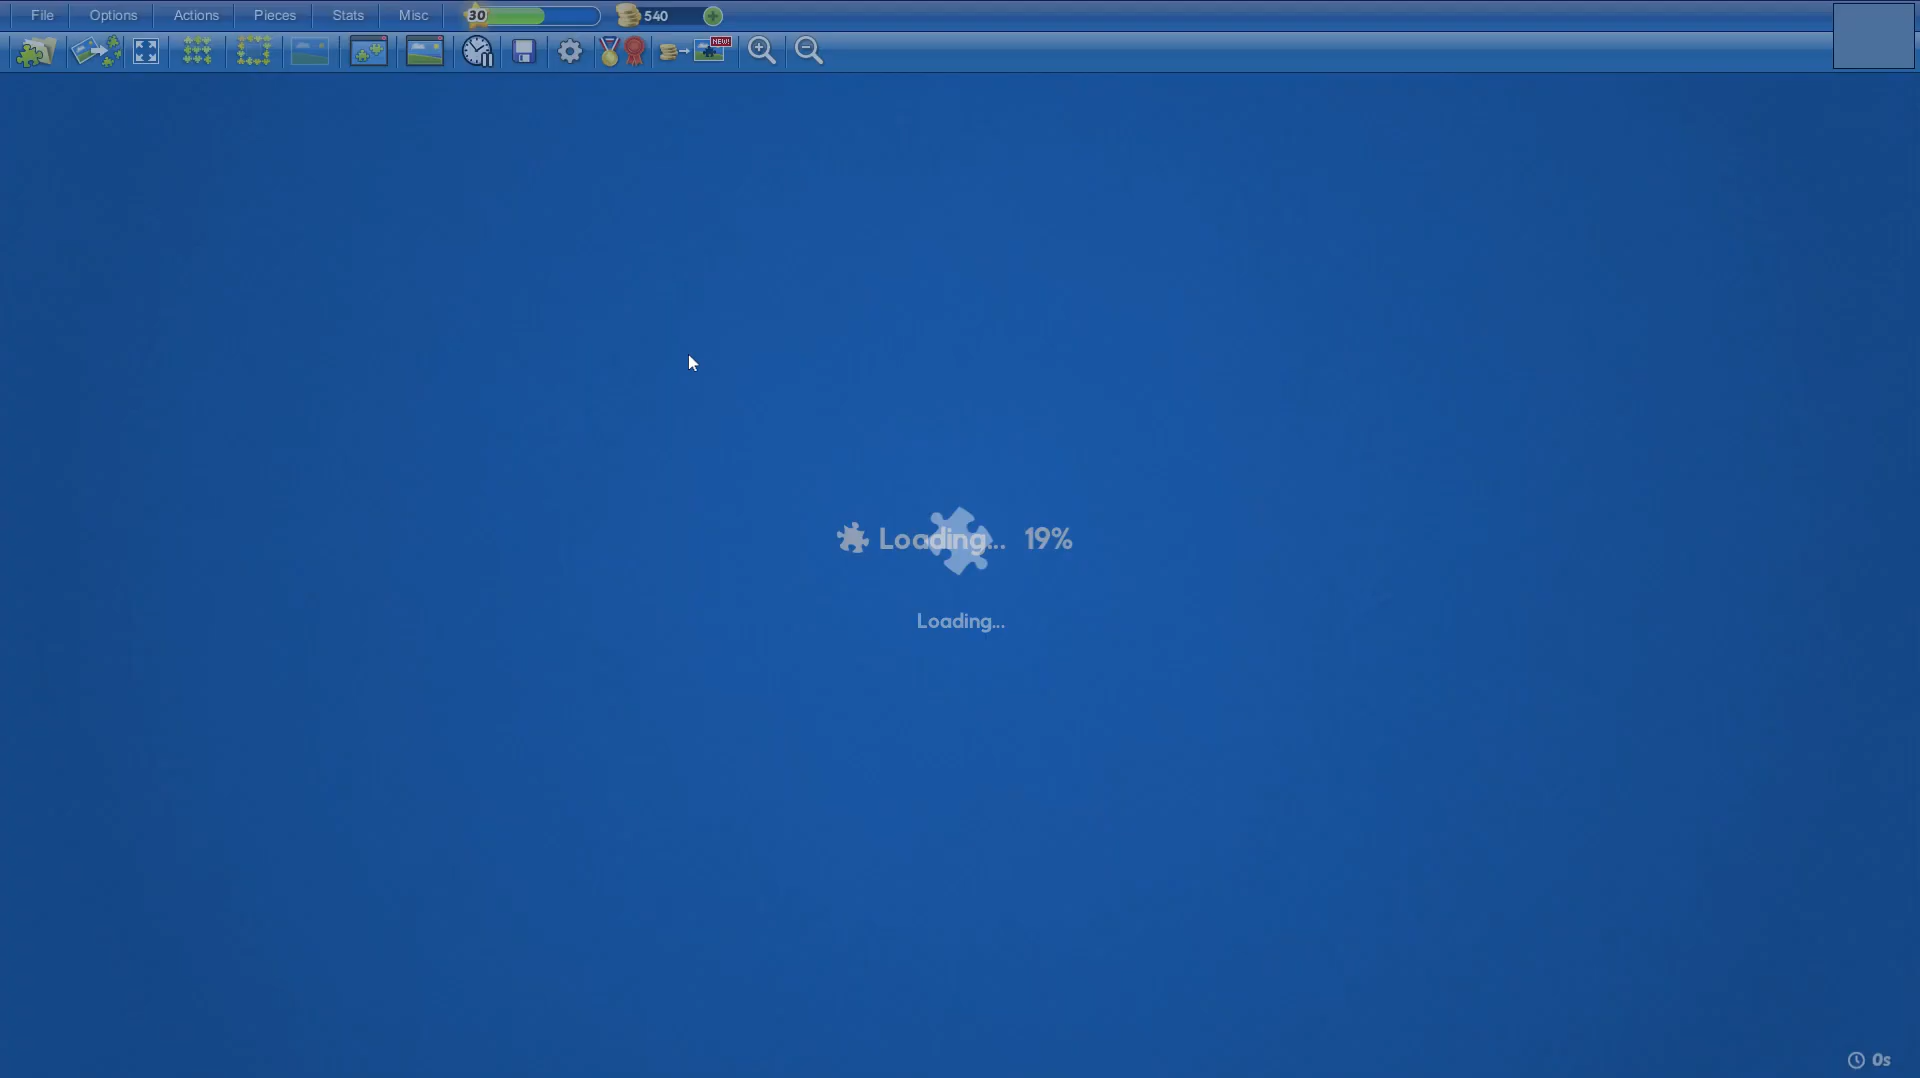 File Options Actions Pieces Stats Misc 30 540
NEW!
Loading... 19%
Loading...
0s